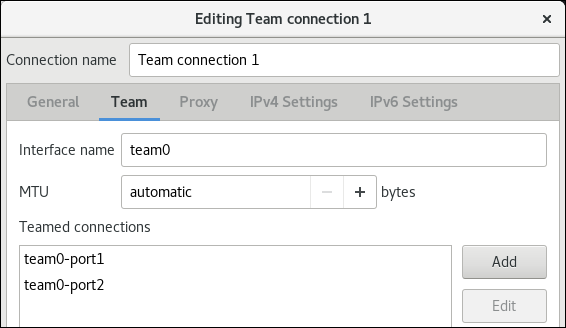 Editing Team connection 1 ×
Connection name Team connection 1
General Team Proxy IPv4 Settings IPv6 Settings
Interface name team0
MTU automatic − + bytes
Teamed connections
team0-port1 Add
team0-port2 Edit